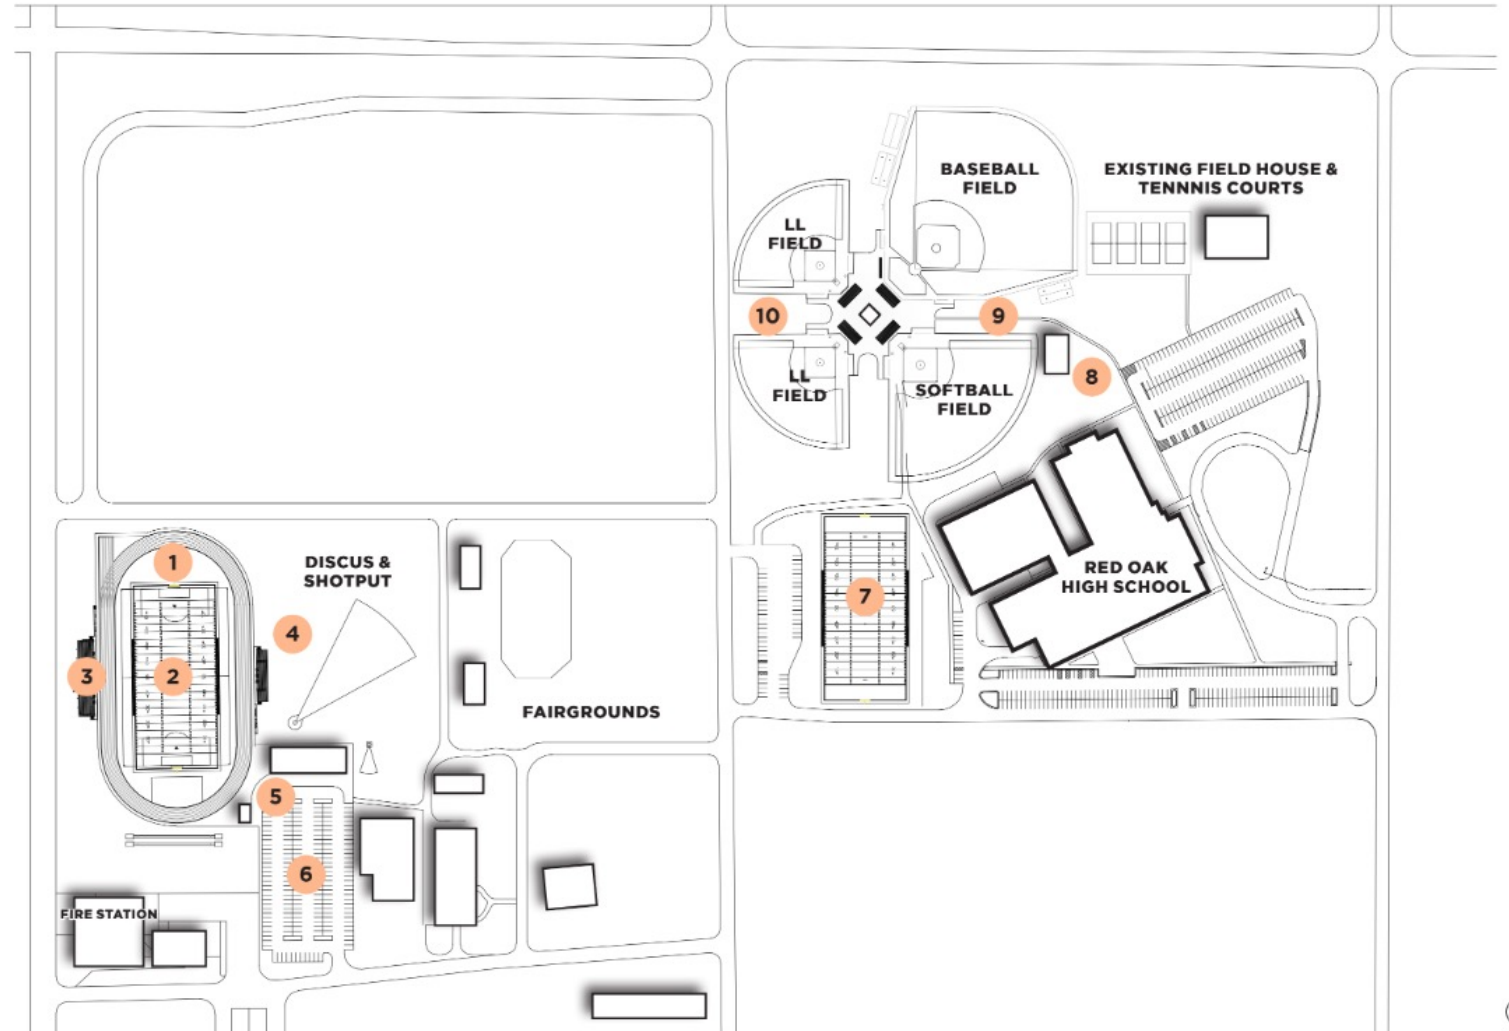 BASEBALL
FIELD
EXISTING FIELD HOUSE &
TENNNIS COURTS
LL
FIELD
10
9
8
LL
FIELD
SOFTBALL
FIELD
1
DISCUS &
SHOTPUT
RED OAK
HIGH SCHOOL
7
4
3
2
FAIRGROUNDS
5
6
FIRE STATION